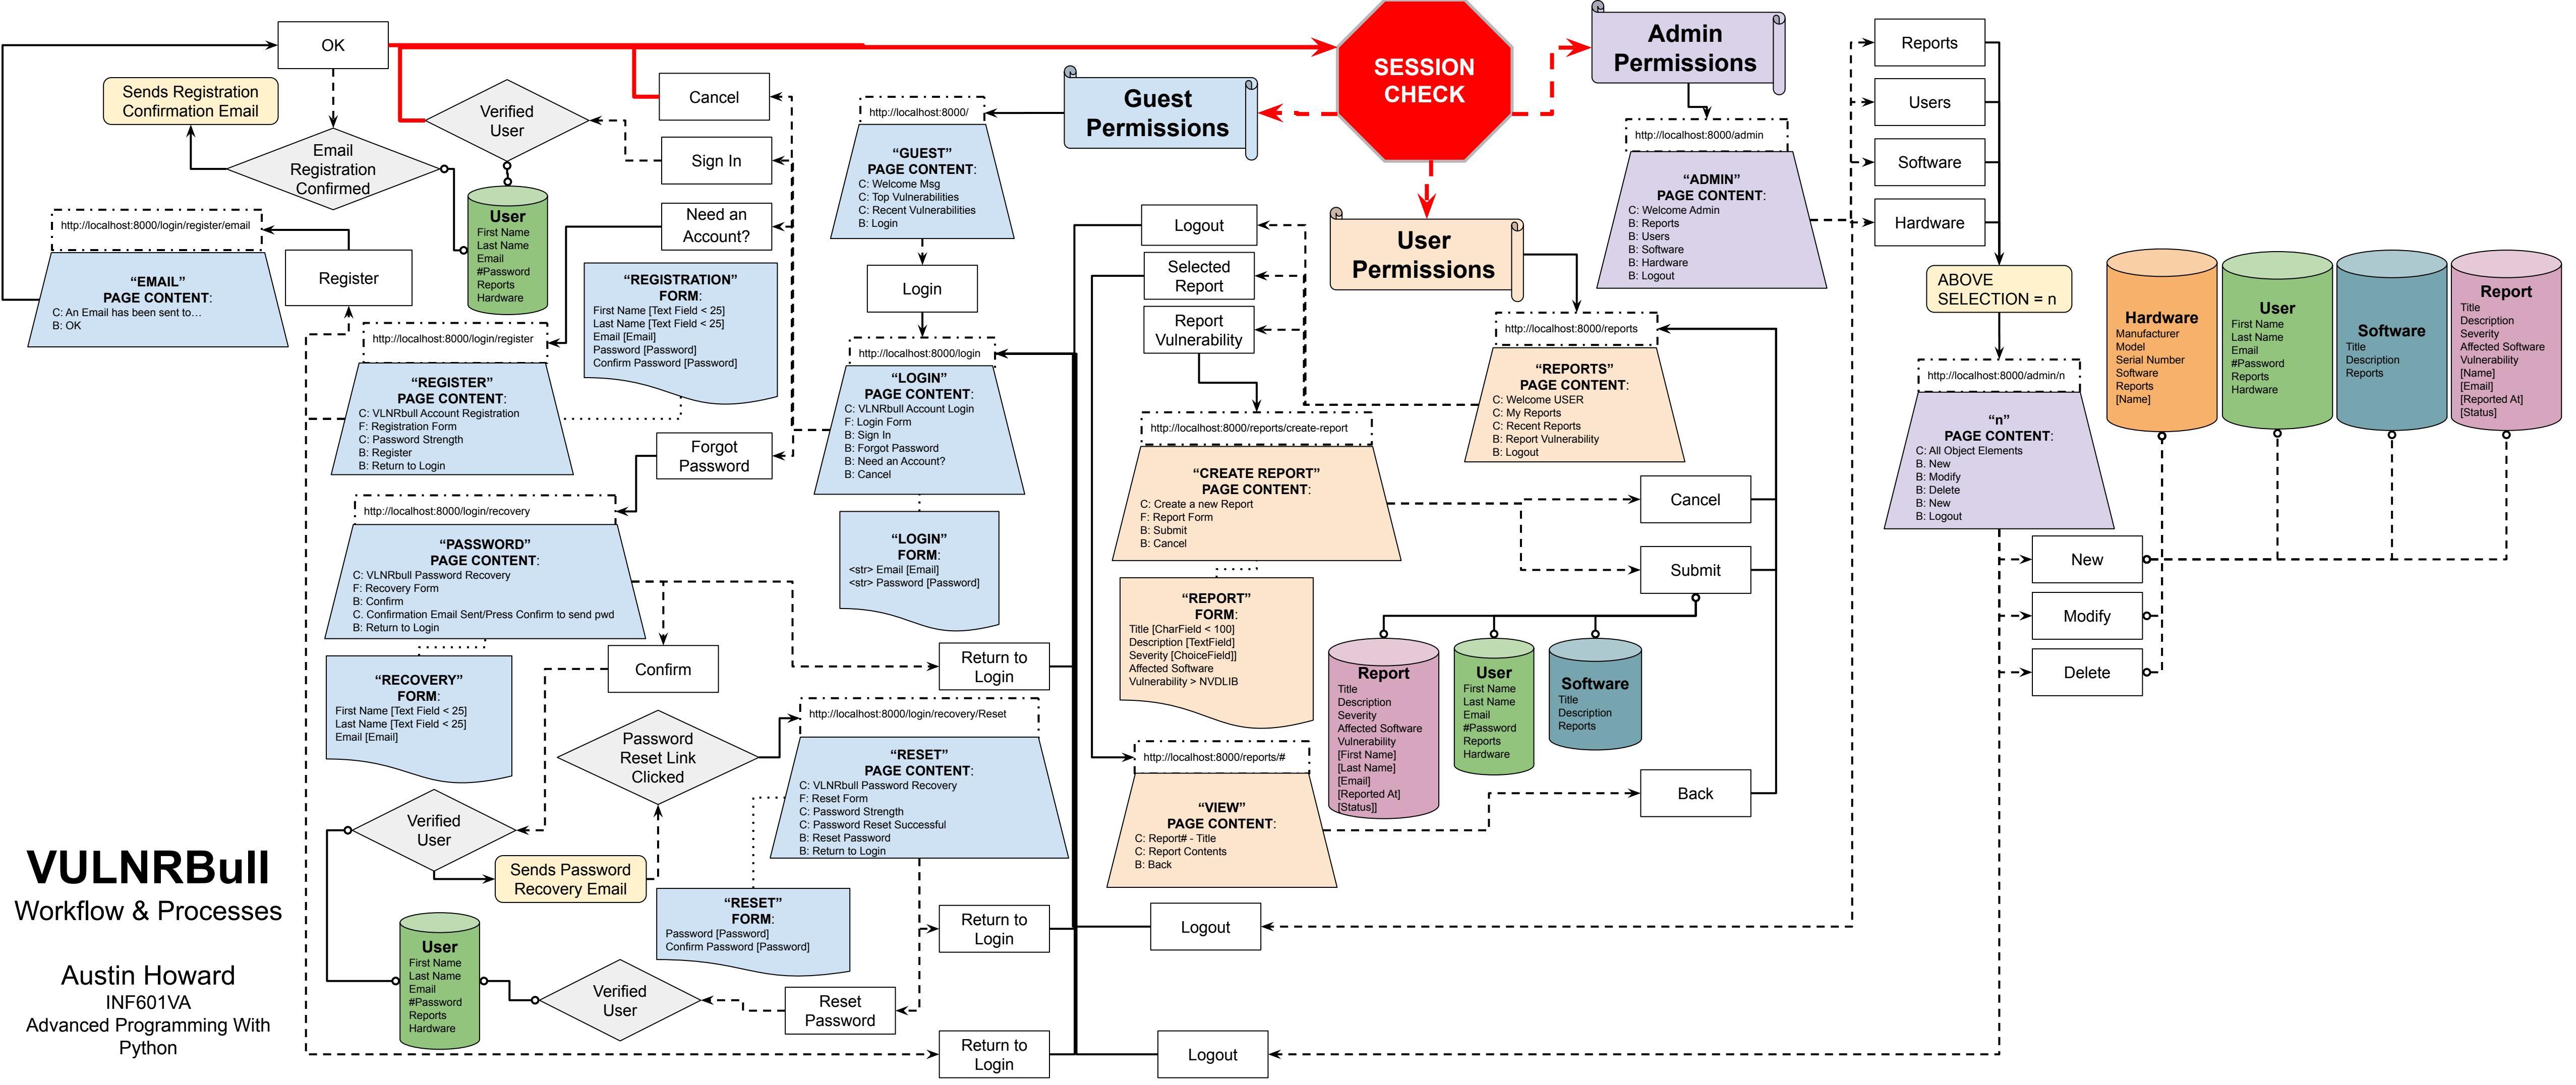 OK
Sends Registration
Confirmation Email
Email
Registration
Confirmed
Verified
User
Cancel
Sign In
Need an
Account?
User
First Name
Last Name
Email
#Password
Reports
Hardware
http://localhost:8000/login/register/email
“EMAIL”
PAGE CONTENT:
C: An Email has been sent to…
B: OK
Register
http://localhost:8000/login/register
“REGISTER”
PAGE CONTENT:
C: VLNRbull Account Registration
F: Registration Form
C: Password Strength
B: Register
B: Return to Login
“REGISTRATION”
FORM:
First Name [Text Field < 25]
Last Name [Text Field < 25]
Email [Email]
Password [Password]
Confirm Password [Password]
Forgot
Password
http://localhost:8000/login/recovery
“PASSWORD”
PAGE CONTENT:
C: VLNRbull Password Recovery
F: Recovery Form
B: Confirm
C. Confirmation Email Sent/Press Confirm to send pwd
B: Return to Login
“RECOVERY”
FORM:
First Name [Text Field < 25]
Last Name [Text Field < 25]
Email [Email]
Confirm
Password
Reset Link
Clicked
Verified
User
Sends Password
Recovery Email
User
First Name
Last Name
Email
#Password
Reports
Hardware
Verified
User
Reset
Password
http://localhost:8000/login/recovery/Reset
“RESET”
PAGE CONTENT:
C: VLNRbull Password Recovery
F: Reset Form
C: Password Strength
C: Password Reset Successful
B: Reset Password
B: Return to Login
“RESET”
FORM:
Password [Password]
Confirm Password [Password]
Return to
Login
Return to
Login
Return to
Login
http://localhost:8000/
“GUEST”
PAGE CONTENT:
C: Welcome Msg
C: Top Vulnerabilities
C: Recent Vulnerabilities
B: Login
Login
http://localhost:8000/login
“LOGIN”
PAGE CONTENT:
C: VLNRbull Account Login
F: Login Form
B: Sign In
B: Forgot Password
B: Need an Account?
B: Cancel
“LOGIN”
FORM:
<str> Email [Email]
<str> Password [Password]
Guest
Permissions
SESSION
CHECK
Admin
Permissions
User
Permissions
Logout
Selected
Report
Report
Vulnerability
http://localhost:8000/reports
“REPORTS”
PAGE CONTENT:
C: Welcome USER
C: My Reports
C: Recent Reports
B: Report Vulnerability
B: Logout
http://localhost:8000/reports/create-report
“CREATE REPORT”
PAGE CONTENT:
C: Create a new Report
F: Report Form
B: Submit
B: Cancel
“REPORT”
FORM:
Title [CharField < 100]
Description [TextField]
Severity [ChoiceField]]
Affected Software
Vulnerability > NVDLIB
Cancel
Submit
Report
Title
Description
Severity
Affected Software
Vulnerability
[First Name]
[Last Name]
[Email]
[Reported At]
[Status]]
User
First Name
Last Name
Email
#Password
Reports
Hardware
Software
Title
Description
Reports
http://localhost:8000/reports/#
“VIEW”
PAGE CONTENT:
C: Report# - Title
C: Report Contents
B: Back
Back
Logout
Logout
http://localhost:8000/admin
“ADMIN”
PAGE CONTENT:
C: Welcome Admin
B: Reports
B: Users
B: Software
B: Hardware
B: Logout
Reports
Users
Software
Hardware
ABOVE
SELECTION = n
http://localhost:8000/admin/n
“n”
PAGE CONTENT:
C: All Object Elements
B. New
B: Modify
B: Delete
B: New
B: Logout
New
Modify
Delete
Hardware
Manufacturer
Model
Serial Number
Software
Reports
[Name]
User
First Name
Last Name
Email
#Password
Reports
Hardware
Software
Title
Description
Reports
Report
Title
Description
Severity
Affected Software
Vulnerability
[Name]
[Email]
[Reported At]
[Status]
VULNRBull
Workflow & Processes
Austin Howard
INF601VA
Advanced Programming With
Python